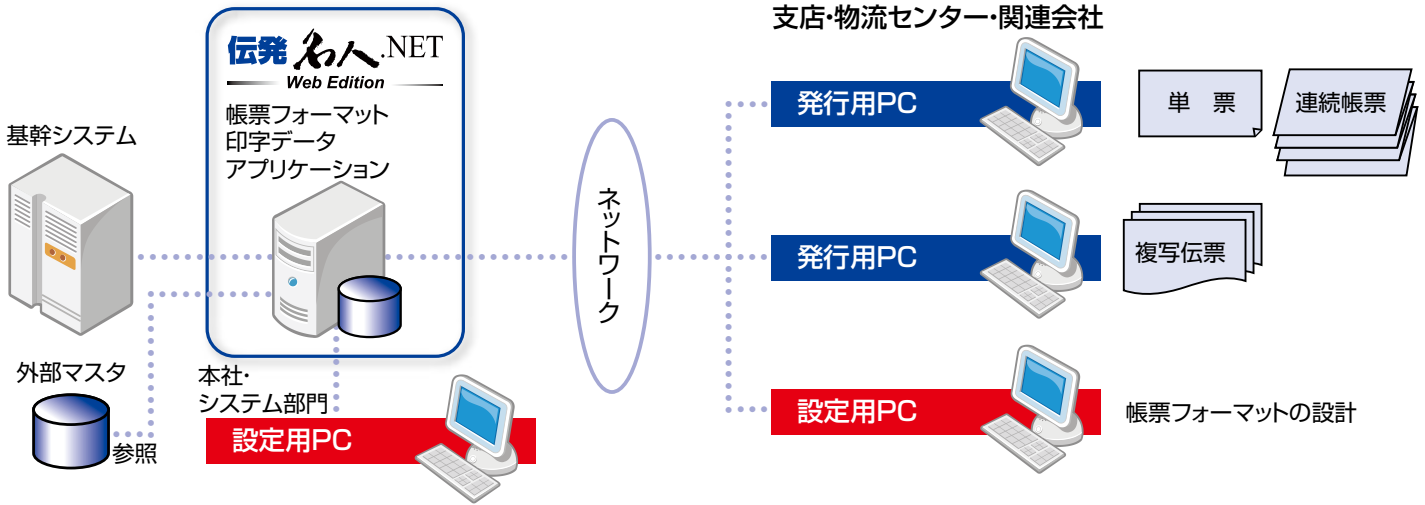 支店・物流センター・関連会社
伝発名人.NET
Web Edition
帳票フォーマット
印字データ
アプリケーション
基幹システム
外部マスタ
参照
本社・
システム部門
設定用PC
ネットワーク
発行用PC
単 票
連続帳票
発行用PC
複写伝票
設定用PC
帳票フォーマットの設計